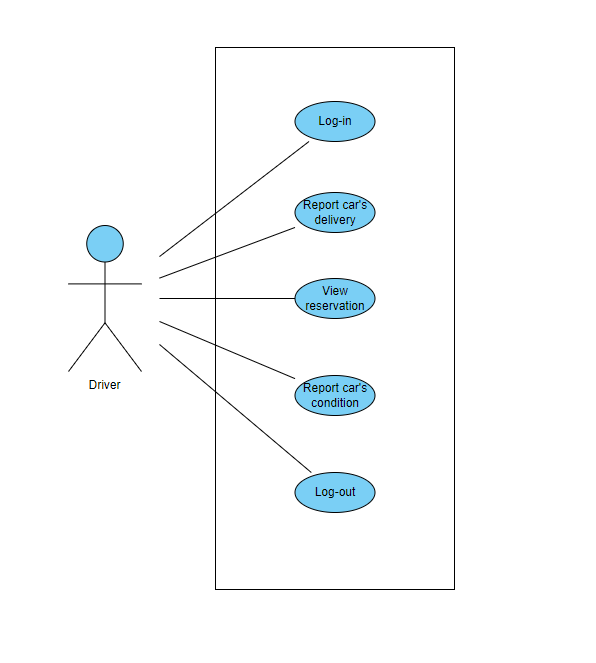 Log-in
Report car's
delivery
View
reservation
Driver
Report car's
condition
Log-out